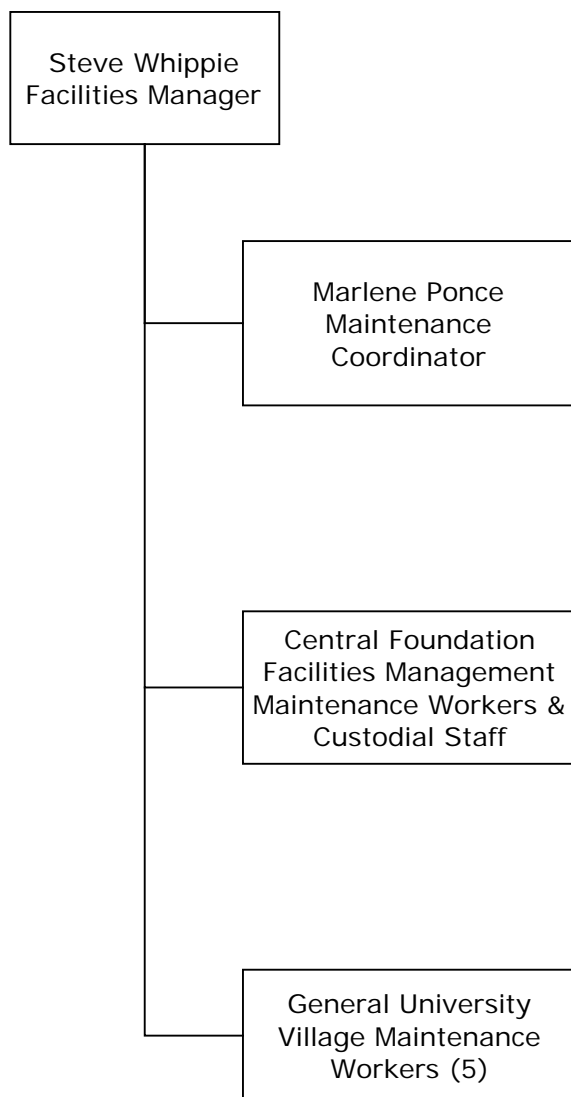 Steve Whippie
Facilities Manager
Marlene Ponce
Maintenance
Coordinator
Central Foundation
Facilities Management
Maintenance Workers &
Custodial Staff
General University
Village Maintenance
Workers (5)